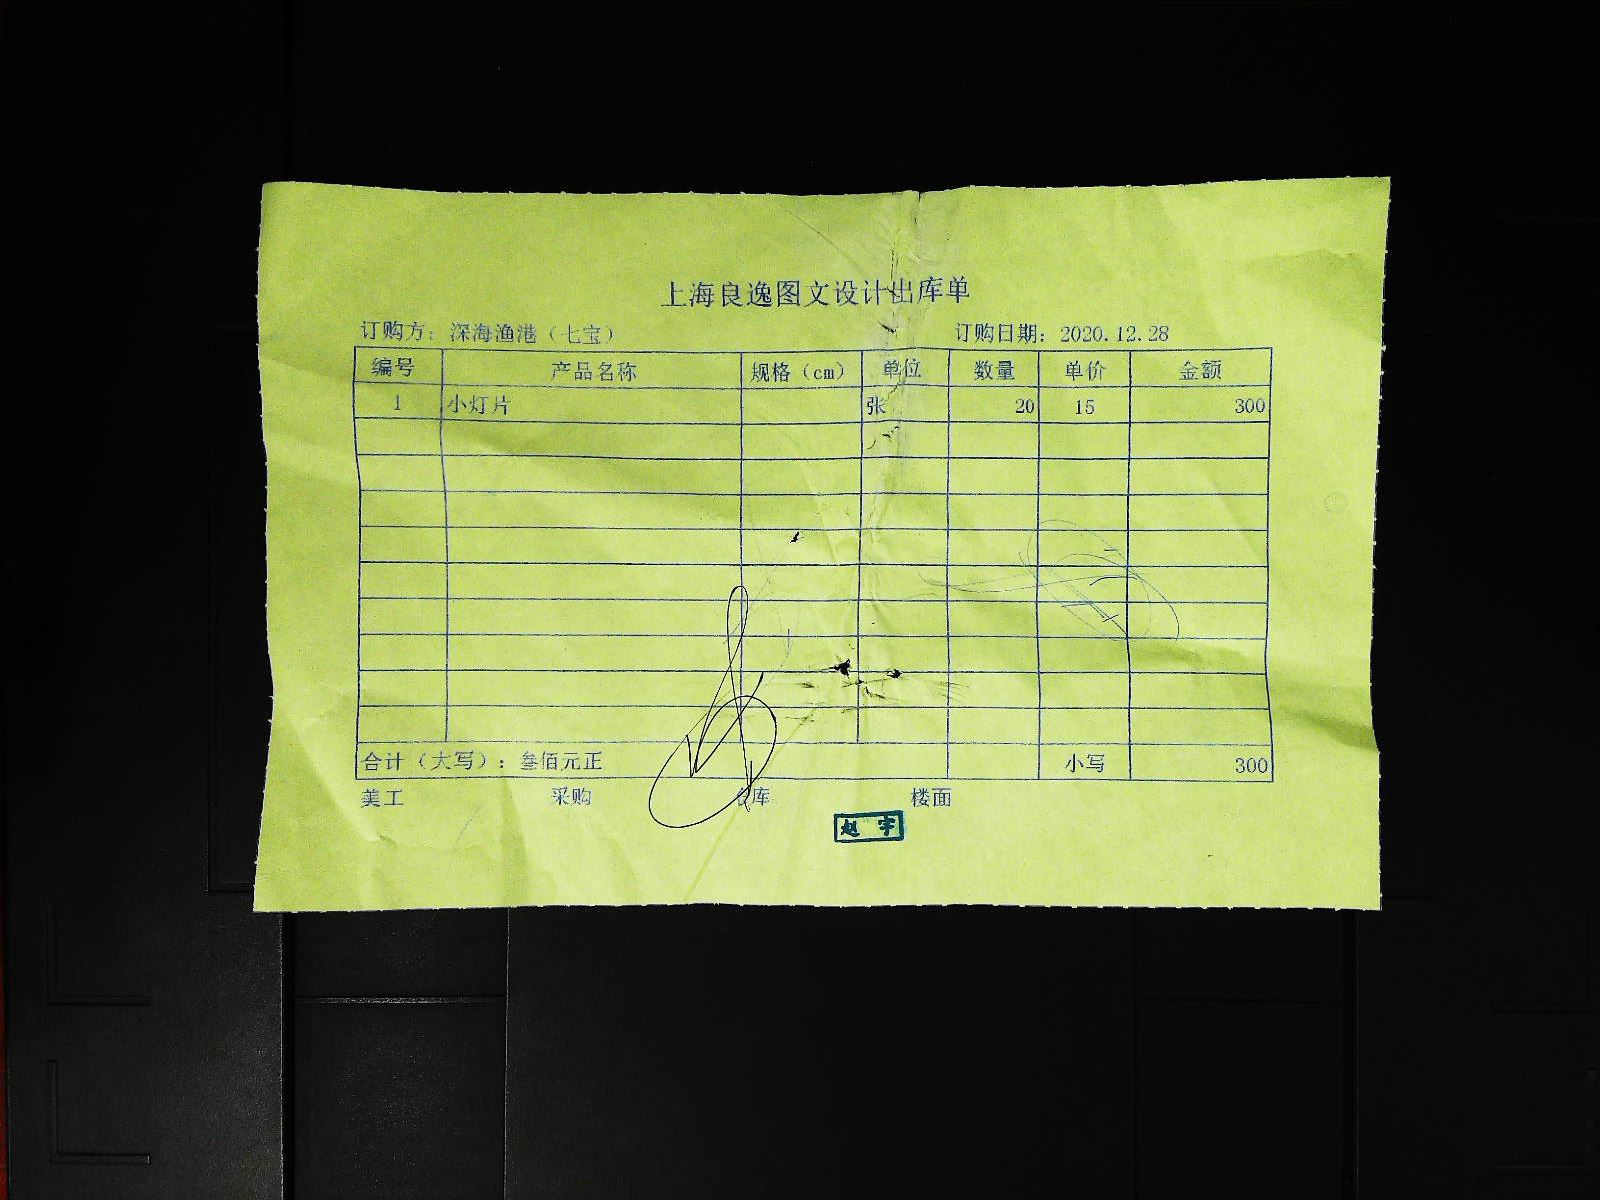 上海良逸图文设计出库单
订购方：深海渔港（七宝） 订购日期：2020.12.28
编号 产品名称 规格（cm） 单位 数量 单价 金额
1 小灯片 张 20 15 300
合计（大写）：叁佰元正 小写 300
美工 采购 仓库 楼面
赵宇